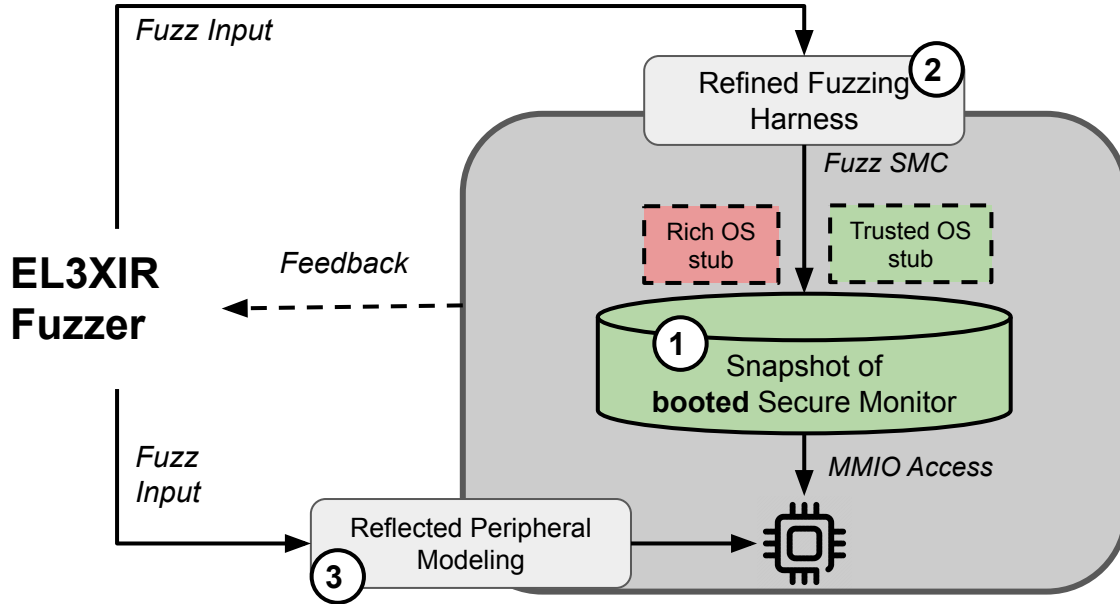 Fuzz Input
2
Refined Fuzzing
Harness
Fuzz SMC
Rich OS
stub
Trusted OS
stub
EL3XIR
Fuzzer
Feedback
1
Snapshot of
booted Secure Monitor
MMIO Access
Fuzz
Input
Reflected Peripheral
Modeling
3